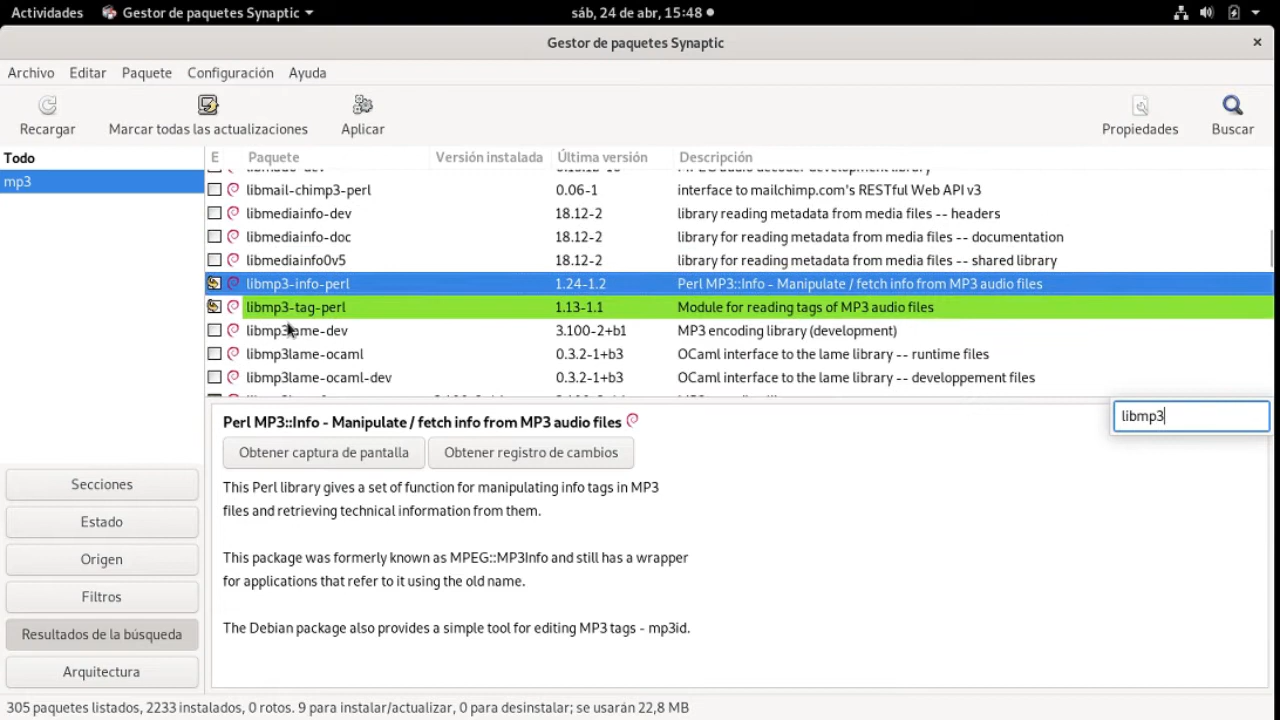 Actividades Gestor de paquetes Synaptic sáb, 24 de abr, 15:48
Gestor de paquetes Synaptic
Archivo Editar Paquete Configuración Ayuda
Recargar Marcar todas las actualizaciones Aplicar Propiedades Buscar
Todo
mp3
E Paquete Versión instalada Última versión Descripción
libmail-chimp3-perl 0.06-1 interface to mailchimp.com's RESTful Web API v3
libmediainfo-dev 18.12-2 library reading metadata from media files -- headers
libmediainfo-doc 18.12-2 library for reading metadata from media files -- documentation
libmediainfo0v5 18.12-2 library for reading metadata from media files -- shared library
libmp3-info-perl 1.24-1.2 Perl MP3::Info - Manipulate / fetch info from MP3 audio files
libmp3-tag-perl 1.13-1.1 Module for reading tags of MP3 audio files
libmp3lame-dev 3.100-2+b1 MP3 encoding library (development)
libmp3lame-ocaml 0.3.2-1+b3 OCaml interface to the lame library -- runtime files
libmp3lame-ocaml-dev 0.3.2-1+b3 OCaml interface to the lame library -- developpement files
libmp3
Perl MP3::Info - Manipulate / fetch info from MP3 audio files
Obtener captura de pantalla Obtener registro de cambios
This Perl library gives a set of function for manipulating info tags in MP3
files and retrieving technical information from them.
This package was formerly known as MPEG::MP3Info and still has a wrapper
for applications that refer to it using the old name.
The Debian package also provides a simple tool for editing MP3 tags - mp3id.
Secciones
Estado
Origen
Filtros
Resultados de la búsqueda
Arquitectura
305 paquetes listados, 2233 instalados, 0 rotos. 9 para instalar/actualizar, 0 para desinstalar; se usarán 22,8 MB